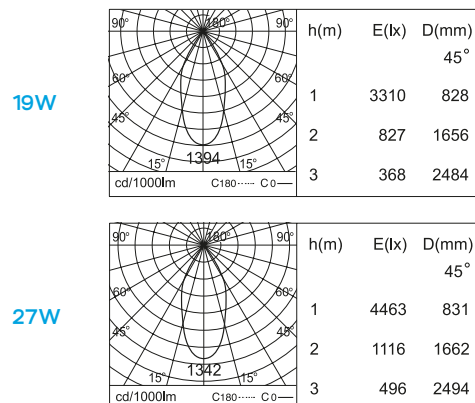 19W
90° 180° 90°
60° 60°
45° 45°
15° 1394 15°
cd/1000lm C180 C0
h(m) E(lx) D(mm)
45°
1 3310 828
2 827 1656
3 368 2484
27W
90° 180° 90°
60° 60°
45° 45°
15° 1342 15°
cd/1000lm C180 C0
h(m) E(lx) D(mm)
45°
1 4463 831
2 1116 1662
3 496 2494